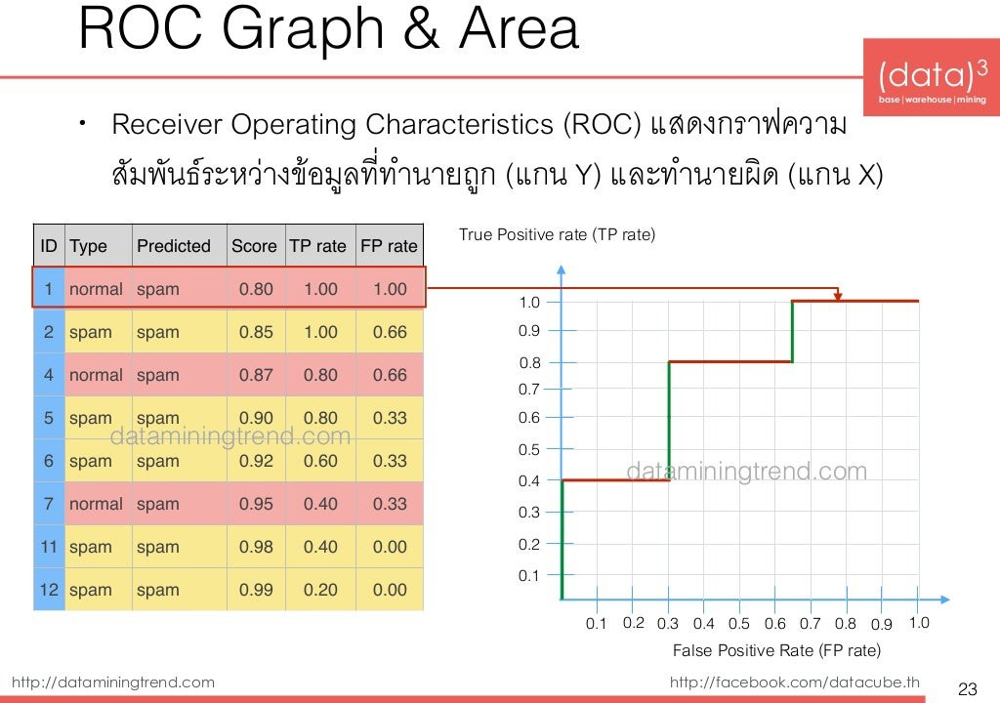 ROC Graph & Area
(data)3
base|warehouse|mining
• Receiver Operating Characteristics (ROC) แสดงกราฟความ
สัมพันธ์ระหว่างข้อมูลที่ทำนายถูก (แกน Y) และทำนายผิด (แกน X)
ID Type Predicted Score TP rate FP rate
1 normal spam 0.80 1.00 1.00
2 spam spam 0.85 1.00 0.66
4 normal spam 0.87 0.80 0.66
5 spam spam 0.90 0.80 0.33
dataminingtrend.com
6 spam spam 0.92 0.60 0.33
7 normal spam 0.95 0.40 0.33
11 spam spam 0.98 0.40 0.00
12 spam spam 0.99 0.20 0.00
True Positive rate (TP rate)
1.0
0.9
0.8
0.7
0.6
0.5
dataminingtrend.com
0.4
0.3
0.2
0.1
0.1 0.2 0.3 0.4 0.5 0.6 0.7 0.8 0.9 1.0
False Positive Rate (FP rate)
http://dataminingtrend.com
http://facebook.com/datacube.th
23